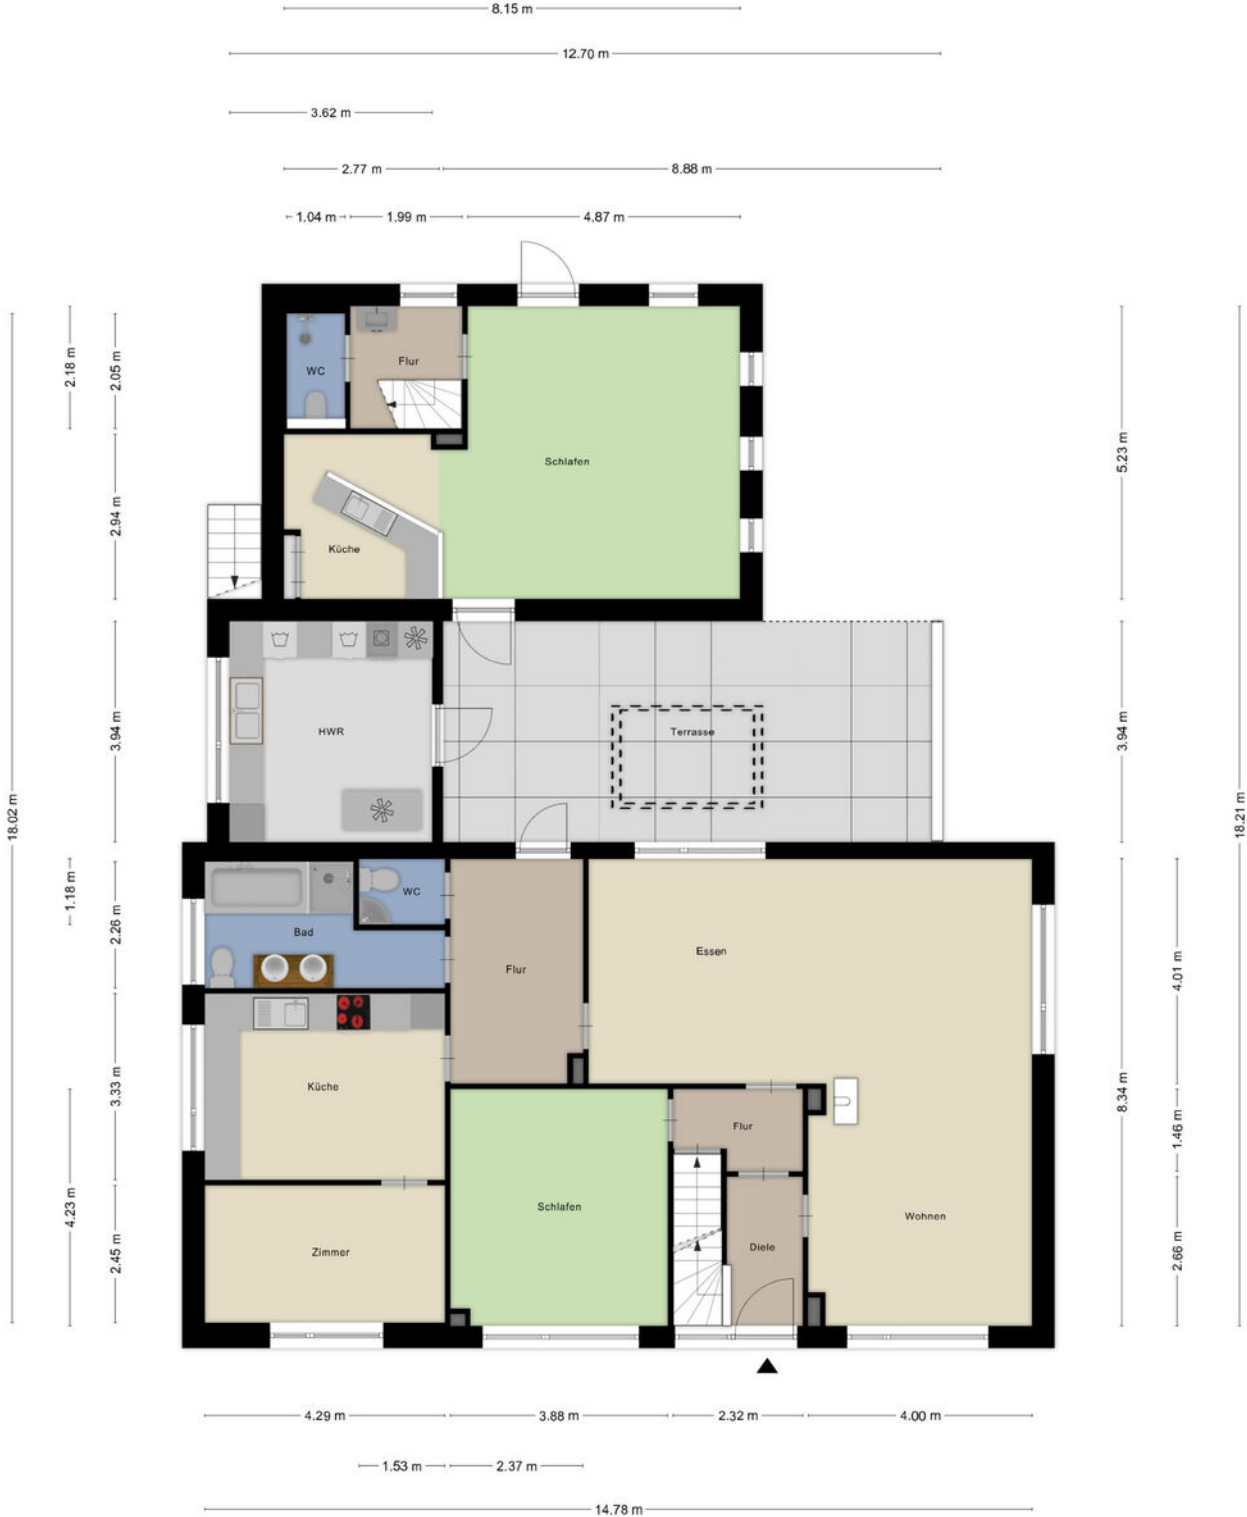 8.15 m
12.70 m
3.62 m
2.77 m
8.88 m
1.04 m
1.99 m
4.87 m
2.18 m
2.05 m
WC
Flur
Schlafen
5.23 m
2.94 m
Küche
HWR
Terrasse
3.94 m
3.94 m
18.02 m
18.21 m
1.18 m
2.26 m
WC
Bad
Flur
Essen
4.01 m
3.33 m
Küche
8.34 m
1.46 m
Flur
4.23 m
Schlafen
Wohnen
2.45 m
Zimmer
Diele
2.66 m
4.29 m
3.88 m
2.32 m
4.00 m
1.53 m
2.37 m
14.78 m